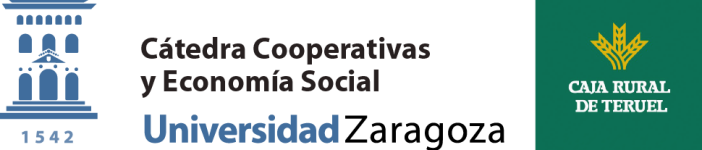 1542
Cátedra Cooperativas
y Economía Social
Universidad Zaragoza
CAJA RURAL
DE TERUEL